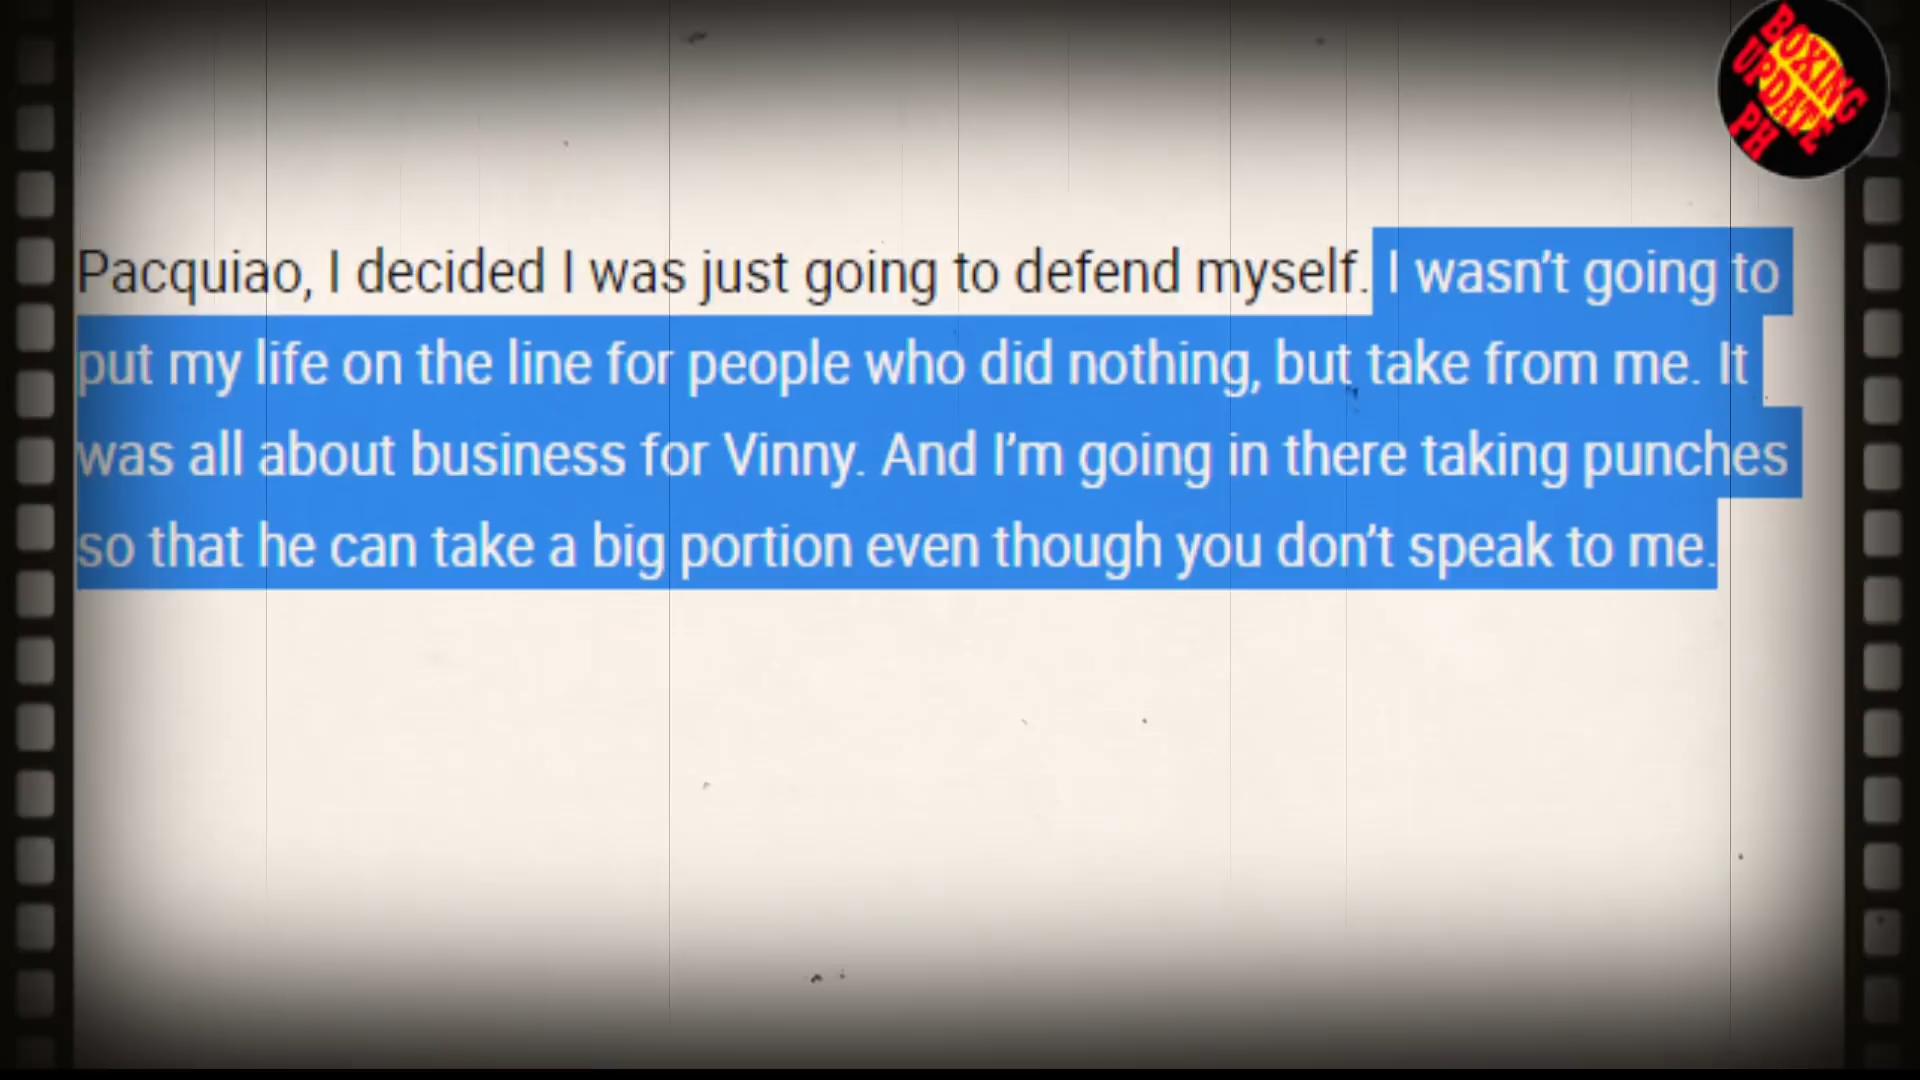 BOXING
UPDATE
PH
Pacquiao, I decided I was just going to defend myself. I wasn’t going to
put my life on the line for people who did nothing, but take from me. It
was all about business for Vinny. And I’m going in there taking punches
so that he can take a big portion even though you don’t speak to me.